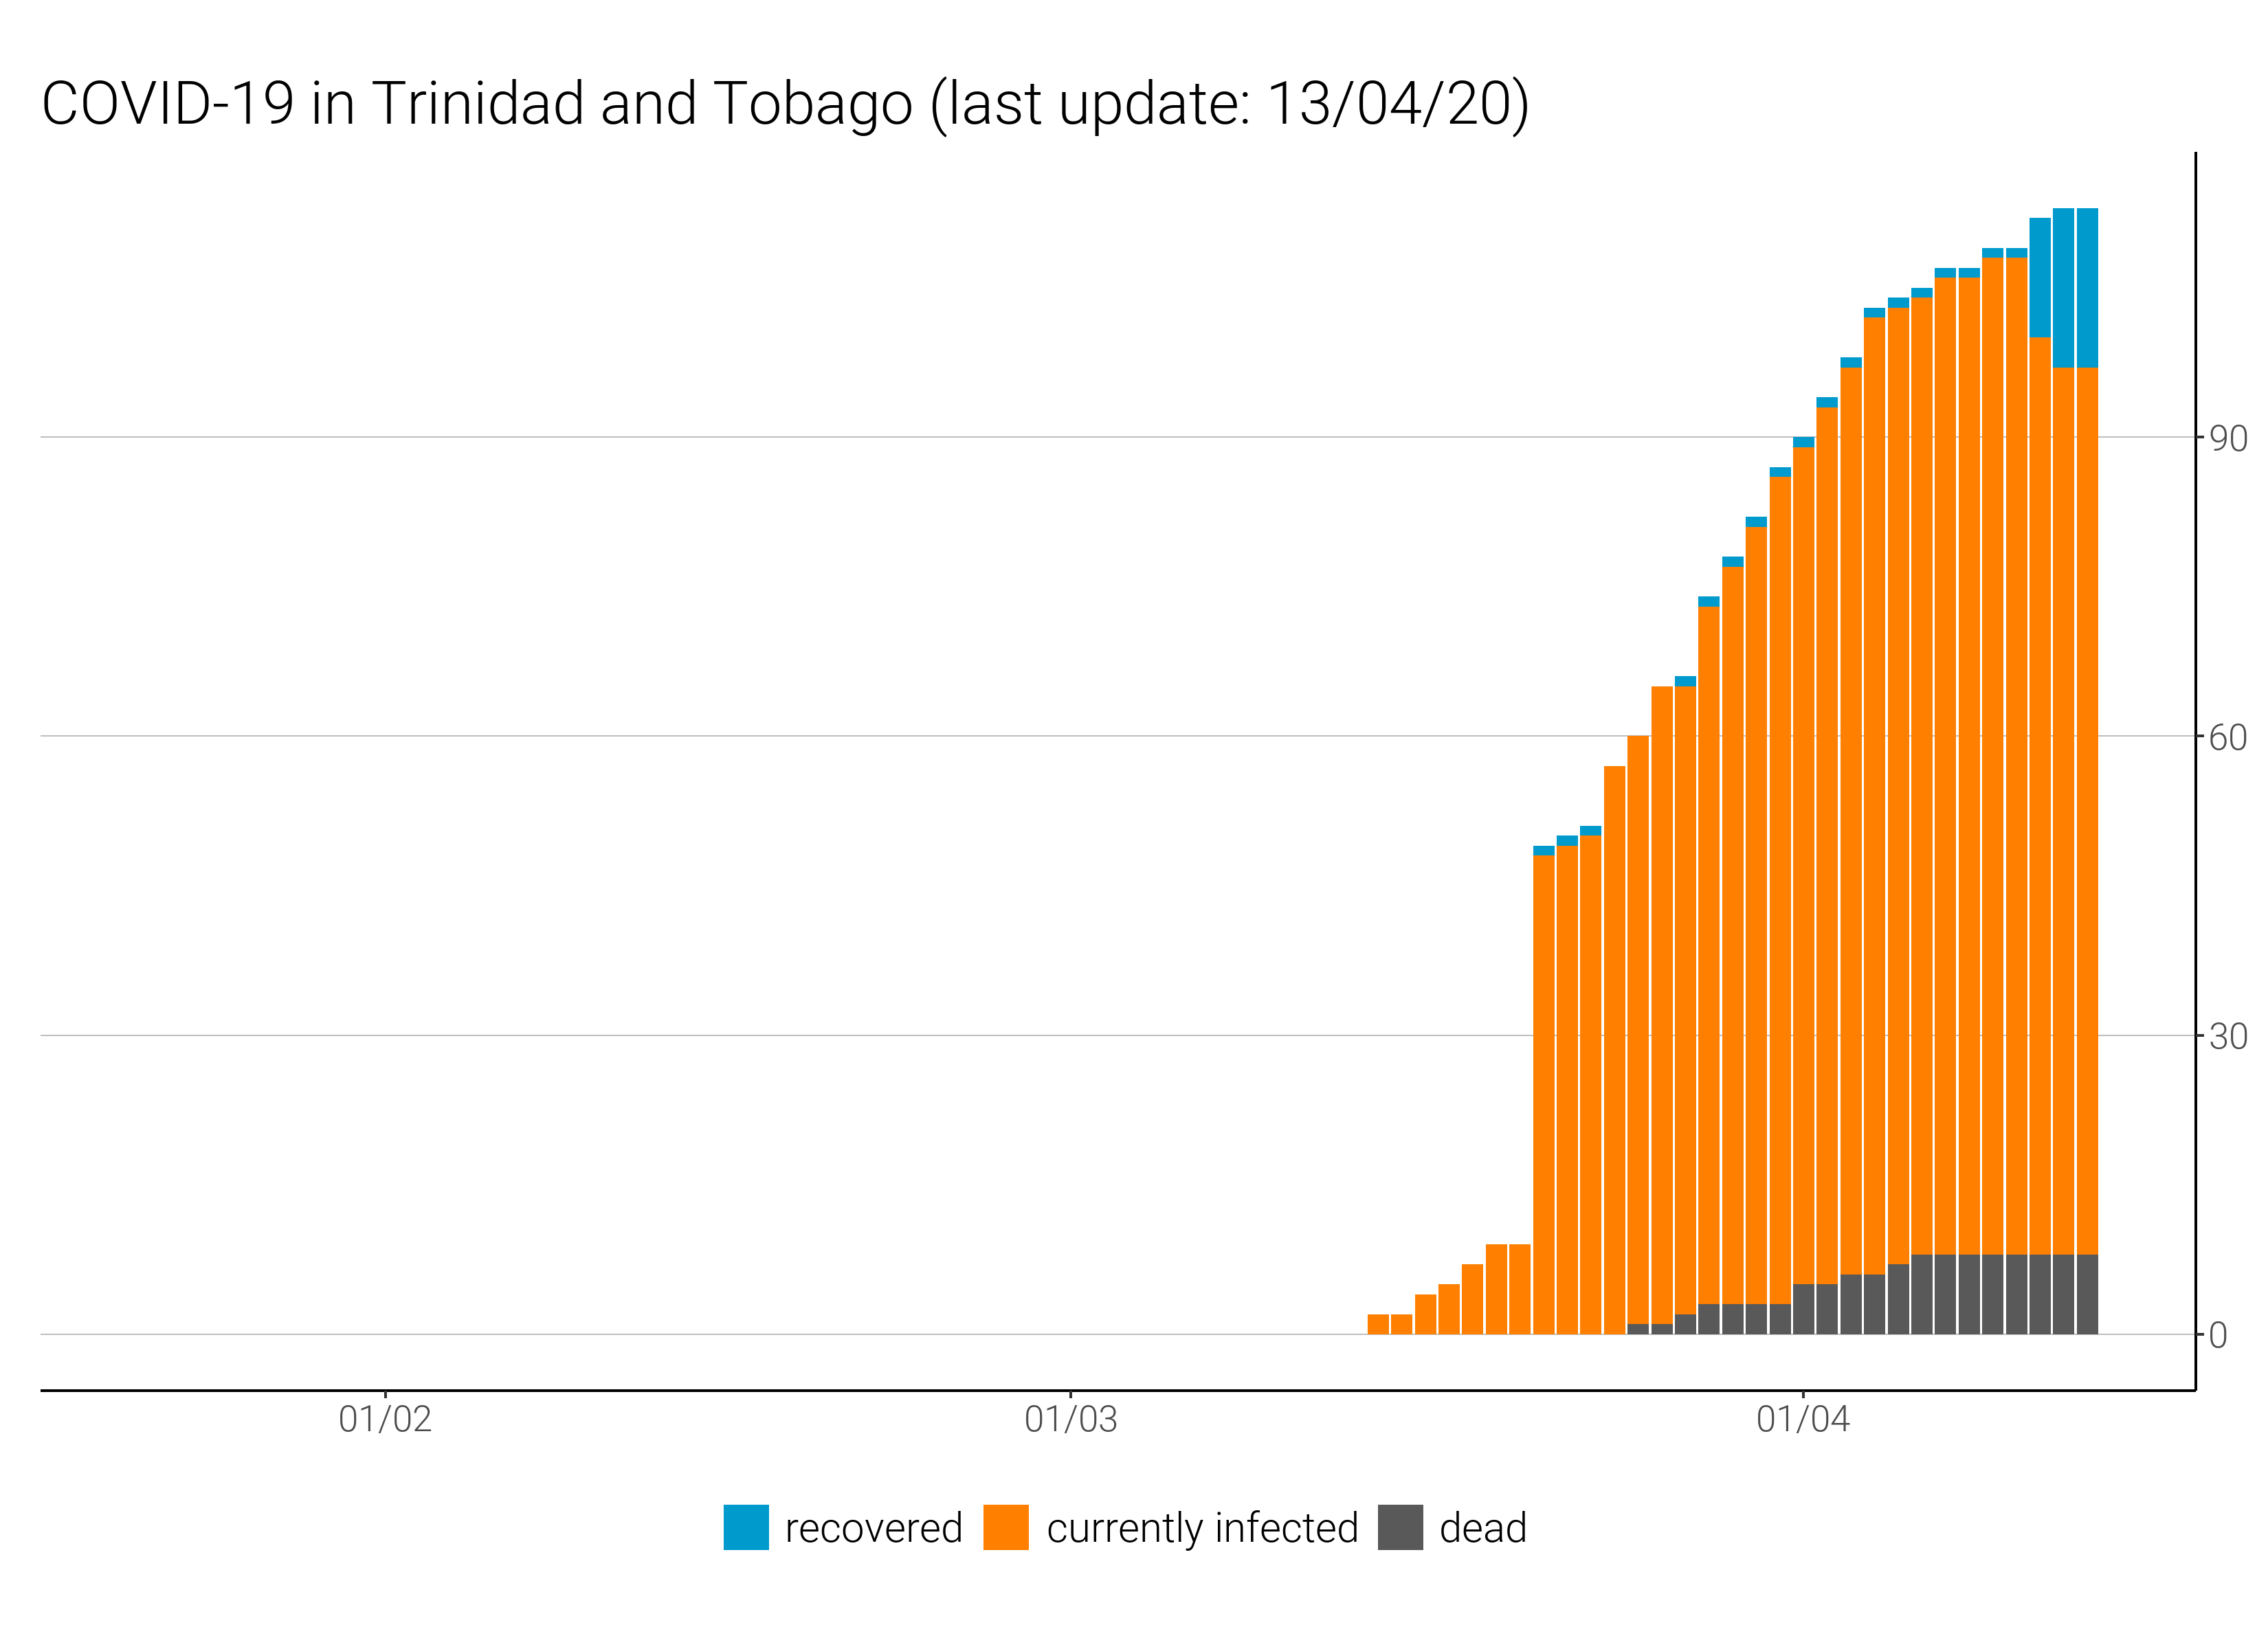 COVID-19 in Trinidad and Tobago (last update: 13/04/20)
90
60
30
0
01/02 01/03 01/04
recovered currently infected dead